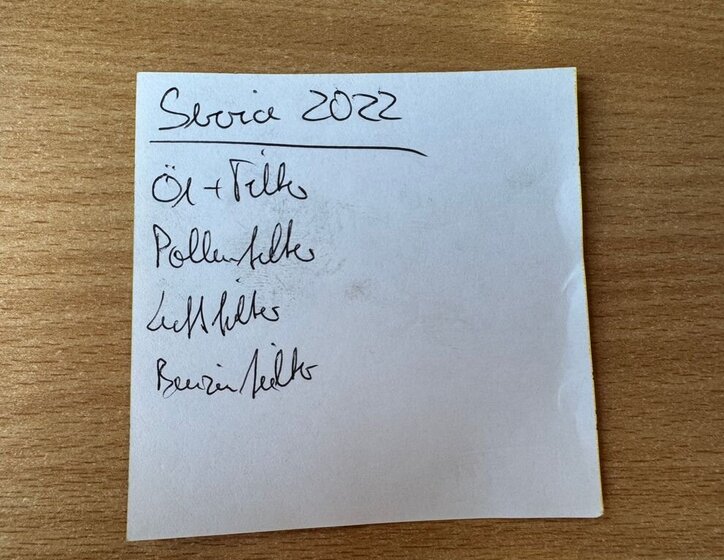 Service 2022
Öl + Filter
Pollenfilter
Luftfilter
Benzinfilter